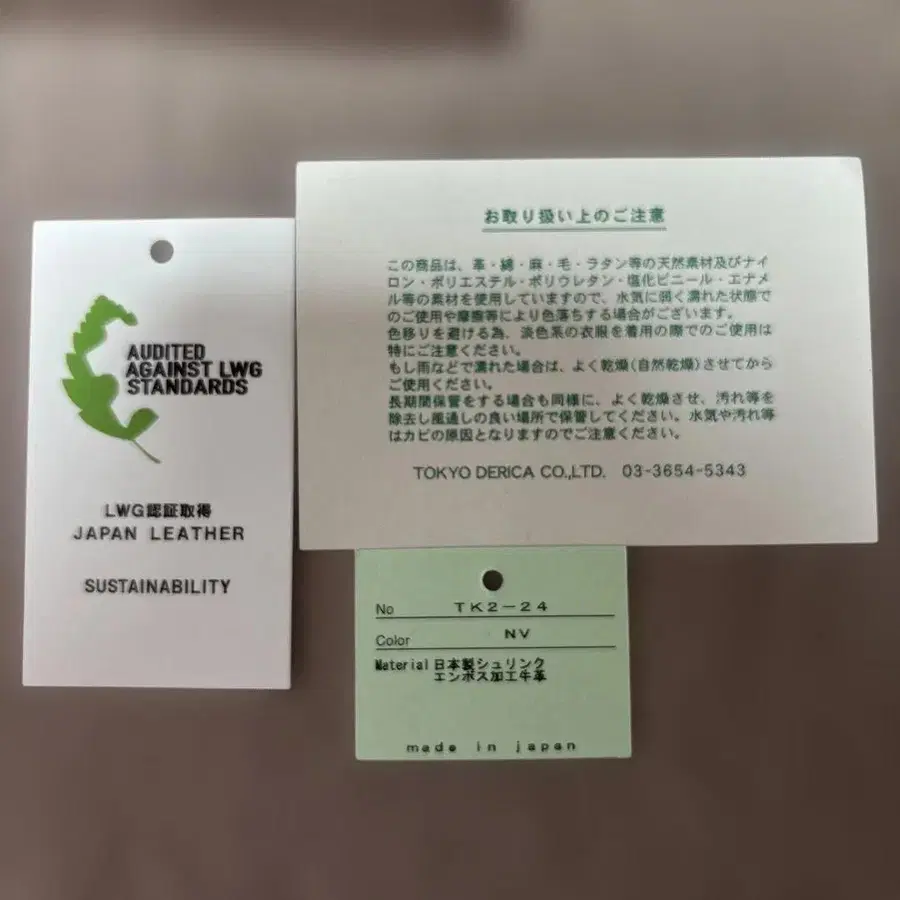 AUDITED
AGAINST LWG
STANDARDS
LWG認証取得
JAPAN LEATHER
SUSTAINABILITY
お取り扱い上のご注意
この商品は、革・綿・麻・毛・ラタン等の天然素材及びナイ
ロン・ポリエステル・ポリウレタン・塩化ビニール・エナメ
ル等の素材を使用していますので、水気に弱く濡れた状態で
のご使用や摩擦等により色落ちする場合がございます。
色移りを避ける為、淡色系の衣服を着用の際でのご使用は
特にご注意ください。
もし雨などで濡れた場合は、よく乾燥(自然乾燥)させてから
ご使用ください。
長期間保管をする場合も同様に、よく乾燥させ、汚れ等を
除去し風通しの良い場所で保管してください。水気や汚れ等
はカビの原因となりますのでご注意ください。
TOKYO DERICA CO.,LTD. 03-3654-5343
No TK2-24
Color NV
Material 日本製シュリンク
エンボス加工牛革
made in japan